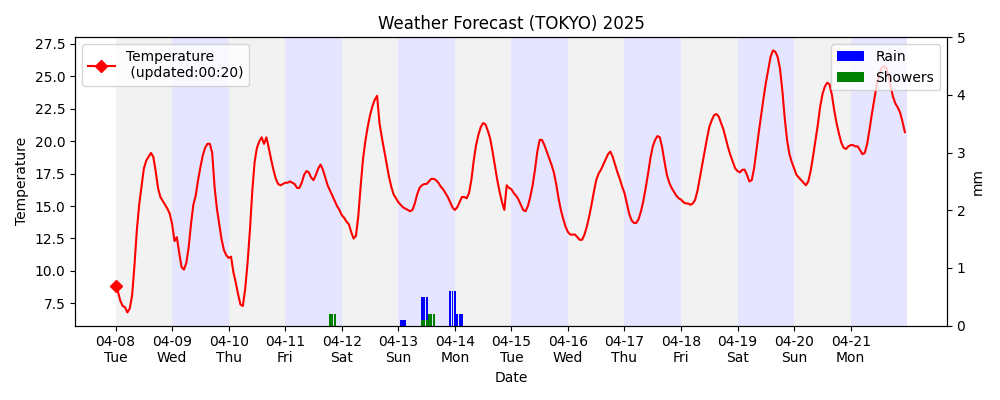 Weather Forecast (TOKYO) 2025
Temperature
(updated:00:20)
Rain
Showers
27.5
25.0
22.5
20.0
17.5
15.0
12.5
10.0
7.5
Temperature
5
4
3
2
1
0
mm
04-08 04-09 04-10 04-11 04-12 04-13 04-14 04-15 04-16 04-17 04-18 04-19 04-20 04-21
Tue Wed Thu Fri Sat Sun Mon Tue Wed Thu Fri Sat Sun Mon
Date